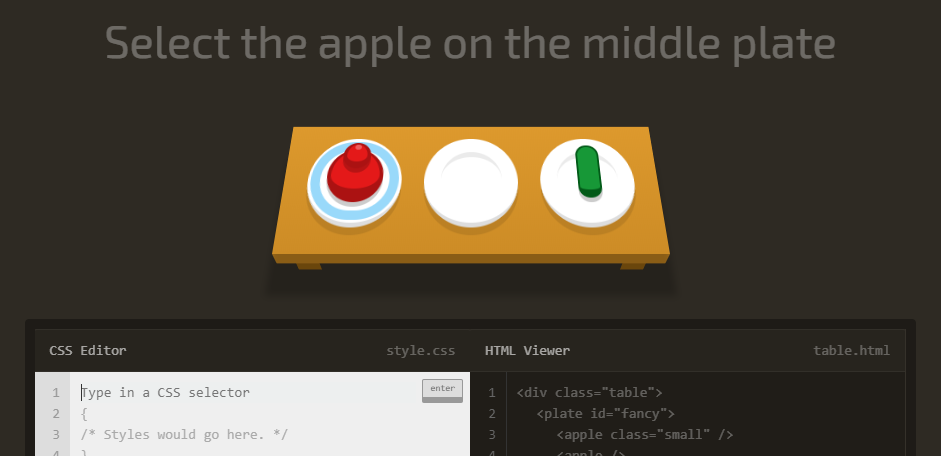 Select the apple on the middle plate
CSS Editor style.css
HTML Viewer table.html
1 Type in a CSS selector enter
2 {
3 /* Styles would go here. */
4 }
1 <div class="table">
2 <plate id="fancy">
3 <apple class="small" />
4 <apple />